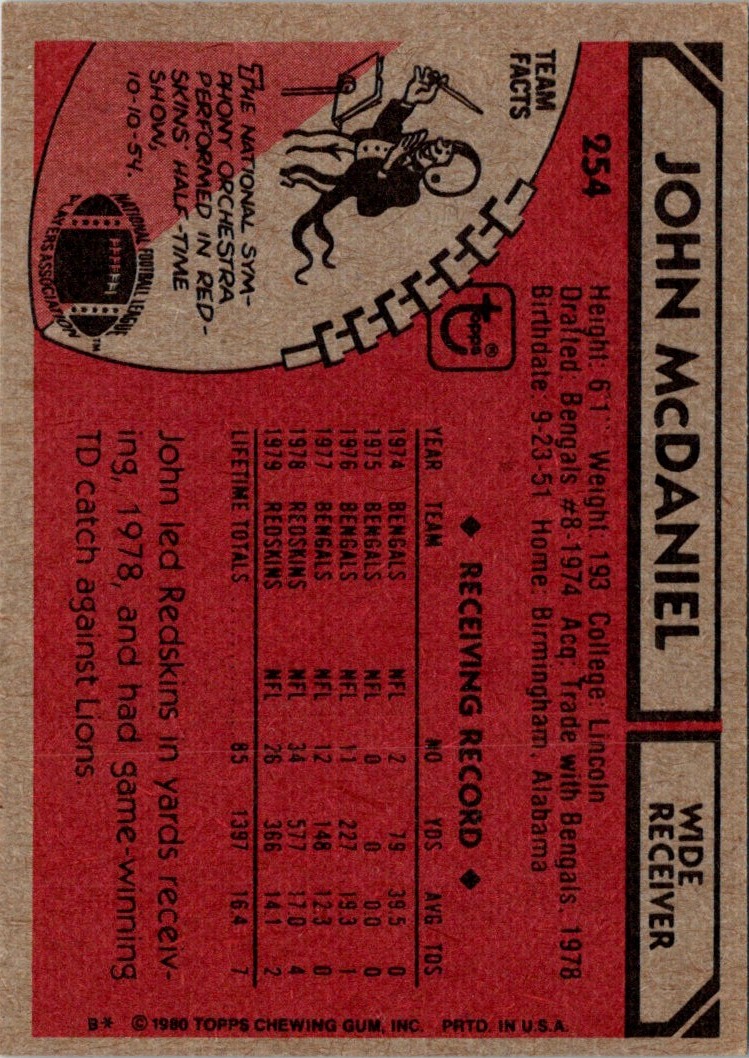 JOHN McDANIEL
WIDE
RECEIVER
254
Height: 6'1" Weight: 193 College: Lincoln
Drafted: Bengals #8-1974 Acq. Trade with Bengals, 1978
Birthdate: 9-23-51 Home: Birmingham, Alabama
TEAM
FACTS
THE NATIONAL SYM-
PHONY ORCHESTRA
PERFORMED IN RED-
SKINS' HALF-TIME
SHOW,
10-10-54.
NATIONAL FOOTBALL LEAGUE
PLAYERS ASSOCIATION
TM
topps®
◆ RECEIVING RECORD ◆
YEAR TEAM NO YDS AVG TDS
1974 BENGALS NFL 2 79 39.5 0
1975 BENGALS NFL 0 0 0.0 0
1976 BENGALS NFL 11 227 19.3 1
1977 BENGALS NFL 12 148 12.3 0
1978 REDSKINS NFL 34 577 17.0 4
1979 REDSKINS NFL 26 366 14.1 2
LIFETIME TOTALS 85 1397 16.4 7
John led Redskins in yards receiv-
ing, 1978, and had game-winning
TD catch against Lions.
B* © 1980 TOPPS CHEWING GUM, INC. PRTD. IN U.S.A.